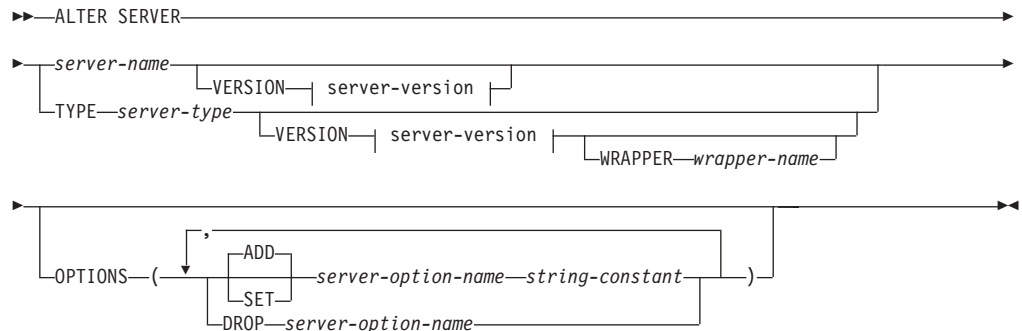 ALTER SERVER
server-name
VERSION server-version
TYPE server-type
VERSION server-version
WRAPPER wrapper-name
,
OPTIONS ( ADD server-option-name string-constant )
SET
DROP server-option-name